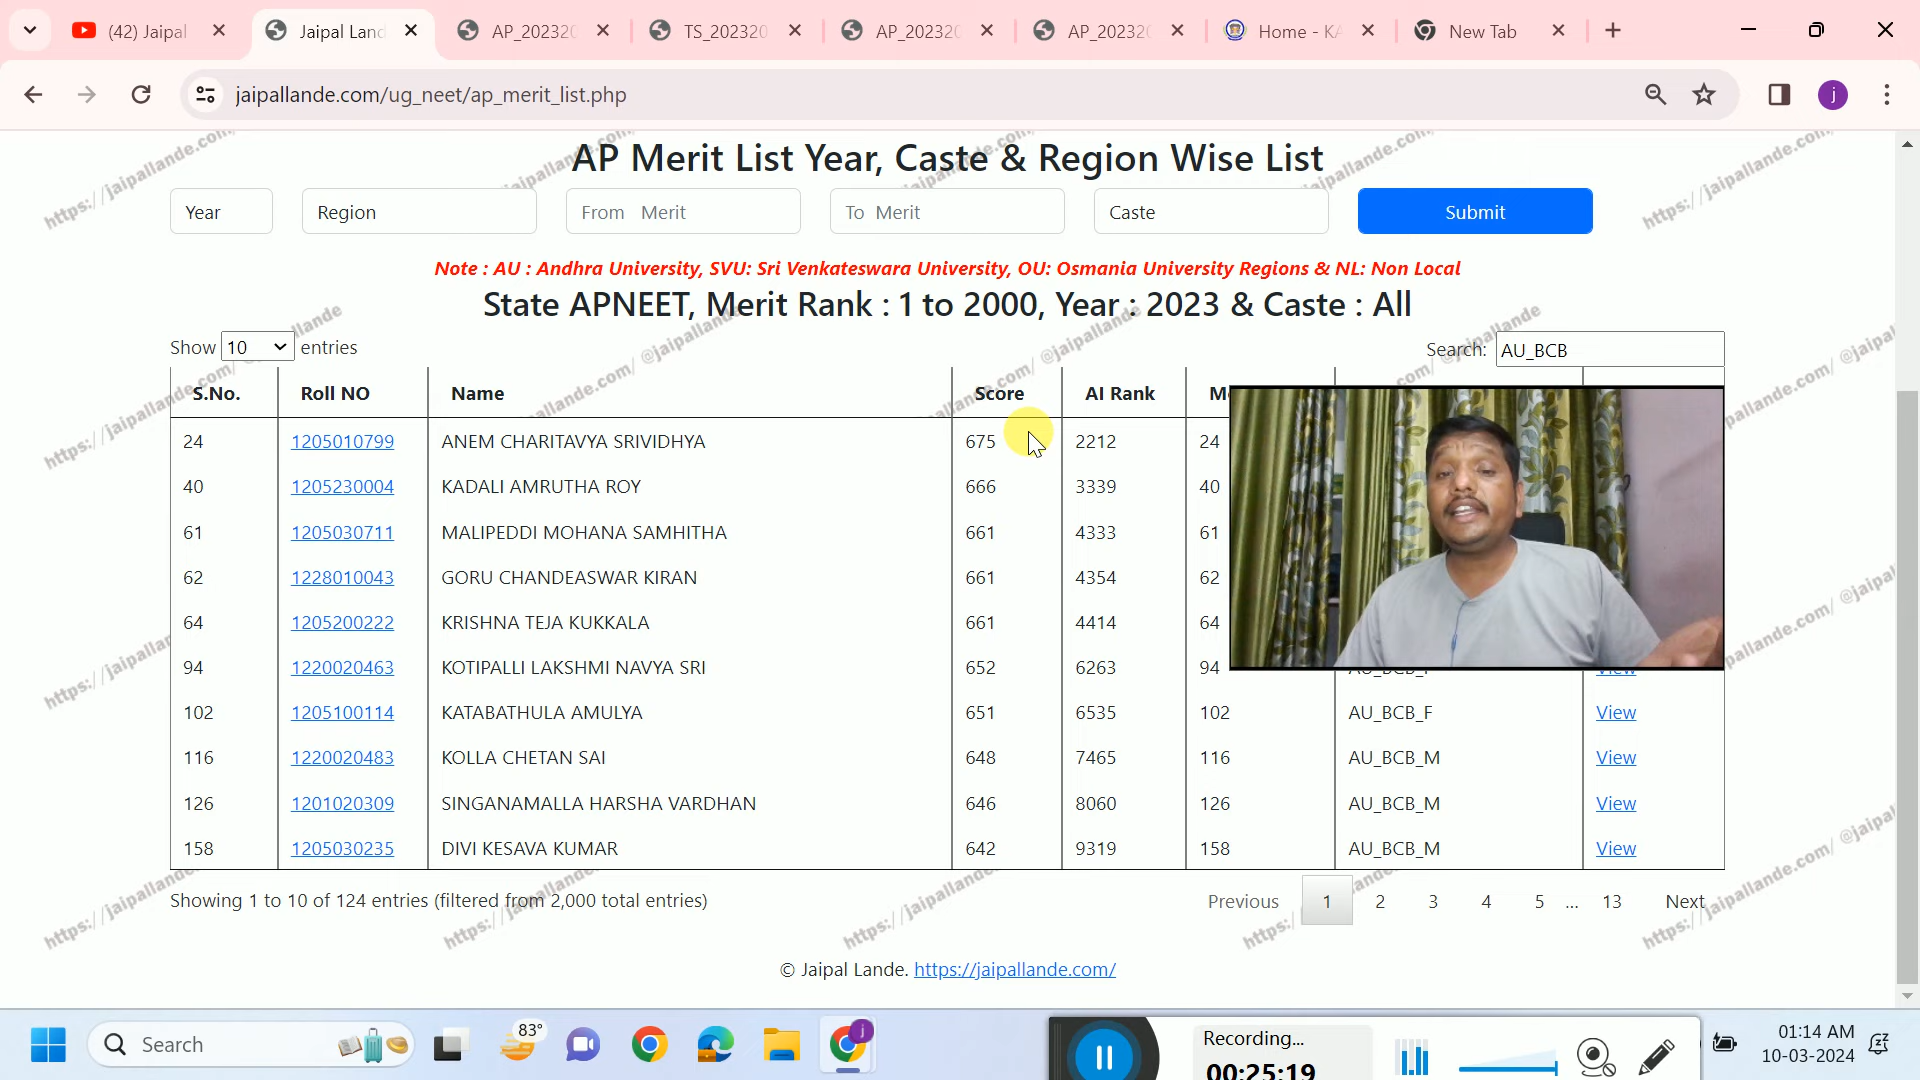 (42) Jaipal
Jaipal Land
AP_20232
TS_20232
AP_20232
AP_20232
Home - KA
New Tab
jaipallande.com/ug_neet/ap_merit_list.php
j
AP Merit List Year, Caste & Region Wise List
Year
Region
From Merit
To Merit
Caste
Submit
Note : AU : Andhra University, SVU: Sri Venkateswara University, OU: Osmania University Regions & NL: Non Local
State APNEET, Merit Rank : 1 to 2000, Year : 2023 & Caste : All
Show 10 entries
Search: AU_BCB
S.No. Roll NO Name Score AI Rank M
24 1205010799 ANEM CHARITAVYA SRIVIDHYA 675 2212 24
40 1205230004 KADALI AMRUTHA ROY 666 3339 40
61 1205030711 MALIPEDDI MOHANA SAMHITHA 661 4333 61
62 1228010043 GORU CHANDEASWAR KIRAN 661 4354 62
64 1205200222 KRISHNA TEJA KUKKALA 661 4414 64
94 1220020463 KOTIPALLI LAKSHMI NAVYA SRI 652 6263 94
102 1205100114 KATABATHULA AMULYA 651 6535 102 AU_BCB_F View
116 1220020483 KOLLA CHETAN SAI 648 7465 116 AU_BCB_M View
126 1201020309 SINGANAMALLA HARSHA VARDHAN 646 8060 126 AU_BCB_M View
158 1205030235 DIVI KESAVA KUMAR 642 9319 158 AU_BCB_M View
Showing 1 to 10 of 124 entries (filtered from 2,000 total entries)
Previous 1 2 3 4 5 ... 13 Next
© Jaipal Lande. https://jaipallande.com/
Search
83°
j
Recording...
00:25:19
01:14 AM
10-03-2024
https://jaipallande.com/ @jaipallande